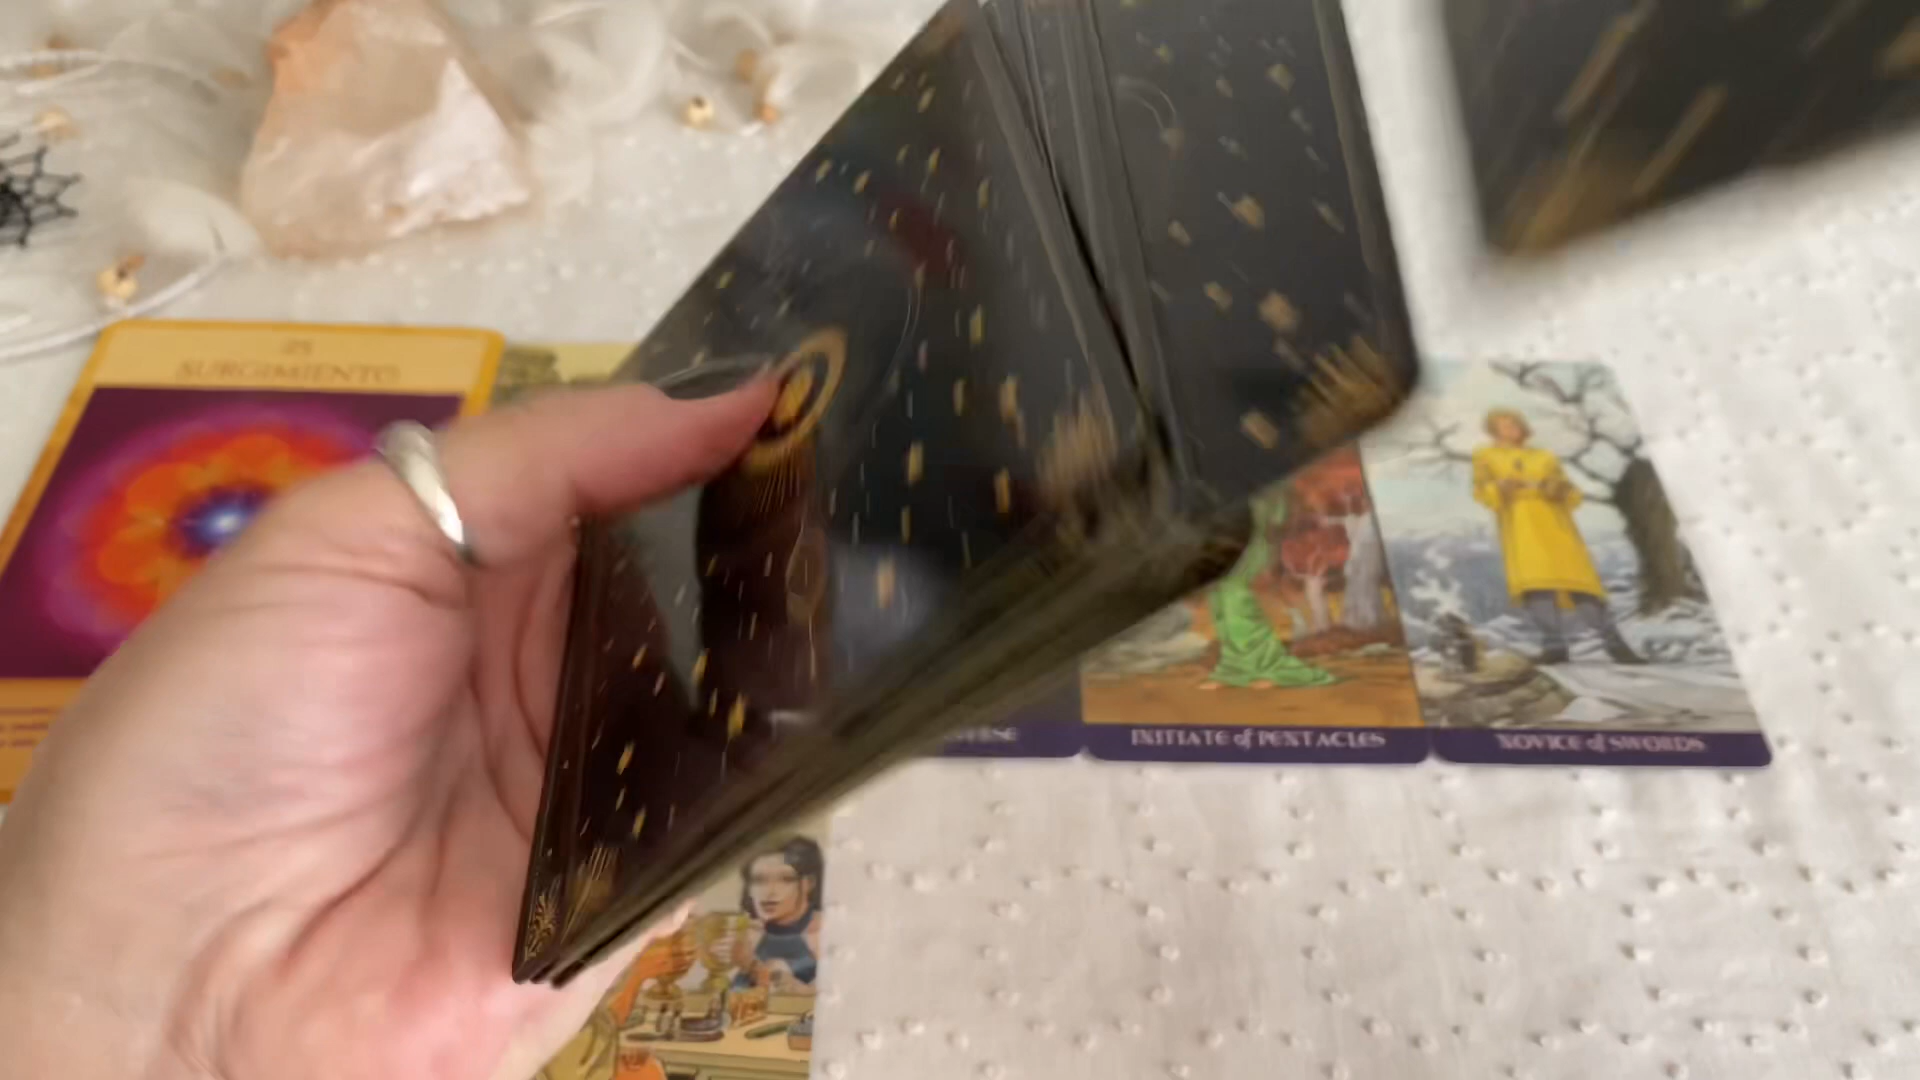 SURGIMIENTO
INITIATE of PENTACLES
NOVICE of SWORDS